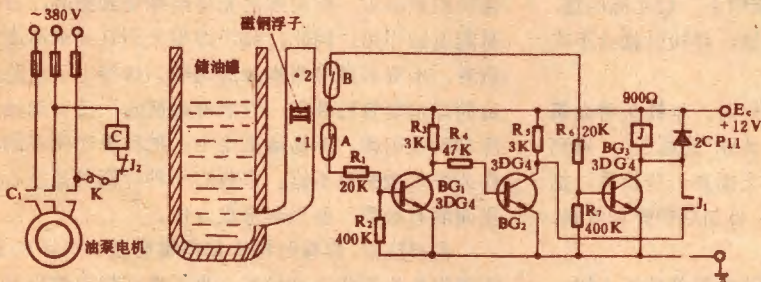 ~380V
磁钢浮子
储油罐
•2
B
•1
A
C
J₂
K
C₁
油泵电机
R₁
20K
R₂
400K
R₃
3K
R₄
47K
BG₁
3DG4
BG₂
3DG4
R₅
3K
R₆
20K
R₇
400K
900Ω
J
BG₃
3DG4
2CP11
J₁
Ec
+12V